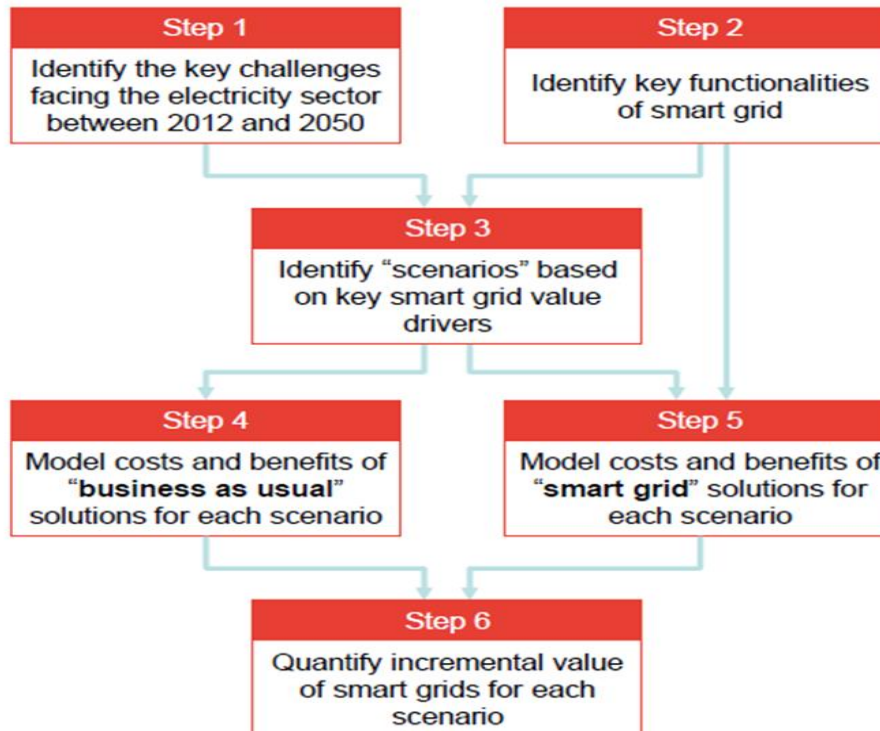 Step 1
Identify the key challenges
facing the electricity sector
between 2012 and 2050
Step 2
Identify key functionalities
of smart grid
Step 3
Identify “scenarios” based
on key smart grid value
drivers
Step 4
Model costs and benefits of
“business as usual”
solutions for each scenario
Step 5
Model costs and benefits of
“smart grid” solutions for
each scenario
Step 6
Quantify incremental value
of smart grids for each
scenario